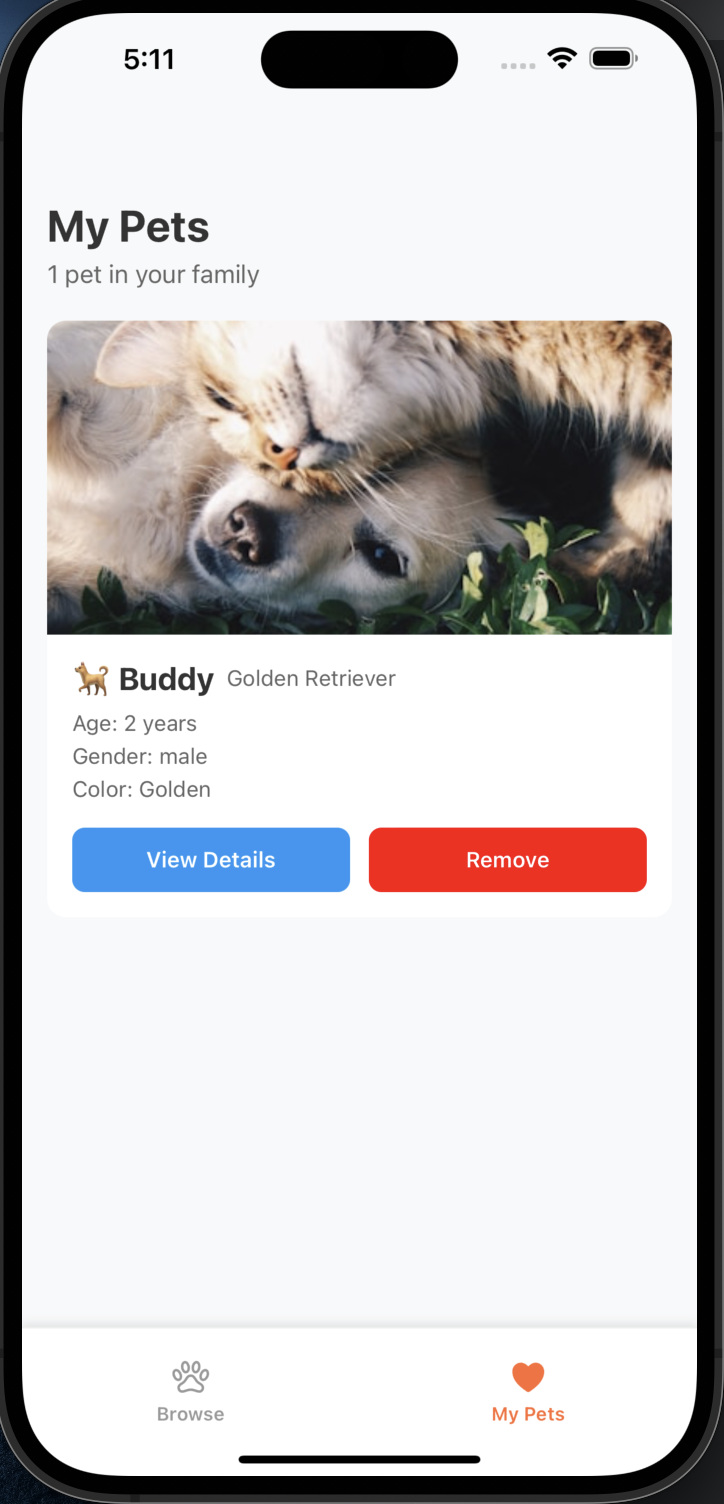 5:11
My Pets
1 pet in your family
Buddy Golden Retriever
Age: 2 years
Gender: male
Color: Golden
View Details Remove
Browse My Pets